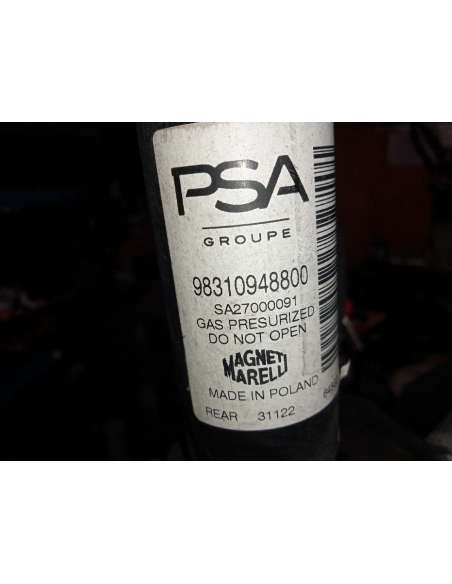 PSA
GROUPE
98310948800
SA27000091
GAS PRESURIZED
DO NOT OPEN
MAGNETI
MARELLI
MADE IN POLAND
REAR 31122